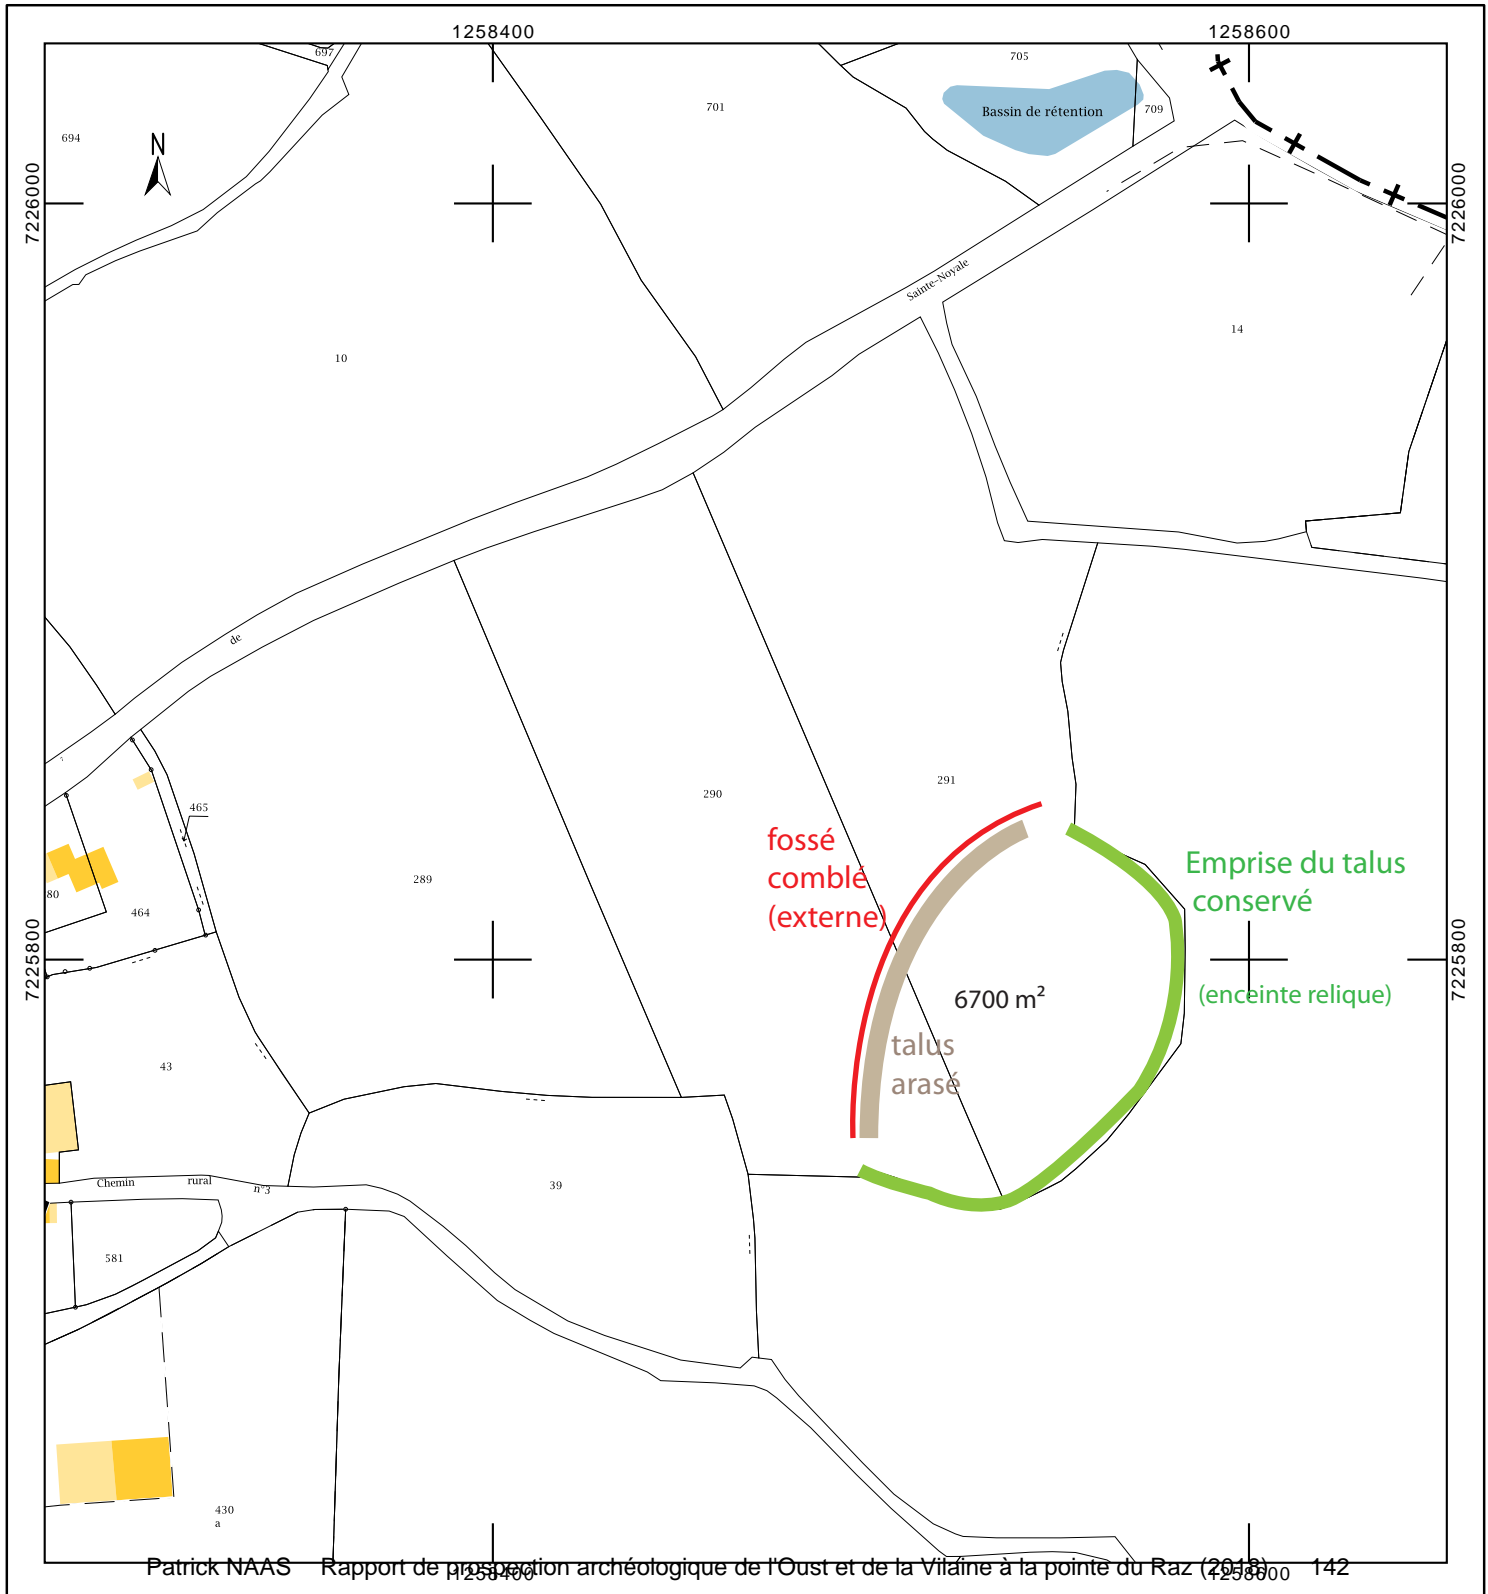 1258400
1258600
697
705
701
Bassin de rétention
709
694
N
7226000
7226000
Sainte-Noyale
14
10
de
291
290
465
fossé
comblé
(externe)
Emprise du talus
conservé
289
80
464
7225800
7225800
(enceinte relique)
6700 m²
talus
arasé
43
Chemin
rural
n°3
39
581
430
a
Patrick NAAS Rapport de prospection archéologique de l'Oust et de la Vilaine à la pointe du Raz (2018) 142
1258400
1258600